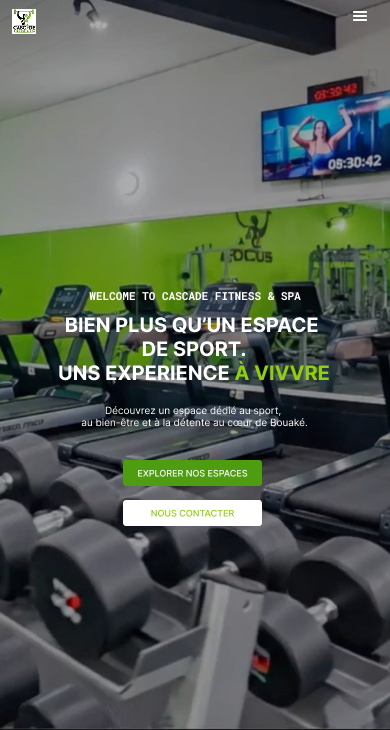 CASCADE
03:30:42
03:30:42
FOCUS
WELCOME TO CASCADE FITNESS & SPA
BIEN PLUS QU'UN ESPACE
DE SPORT.
UNS EXPERIENCE À VIVVRE
Découvrez un espace dédié au sport,
au bien-être et à la détente au cœur de Bouaké.
EXPLORER NOS ESPACES
NOUS CONTACTER